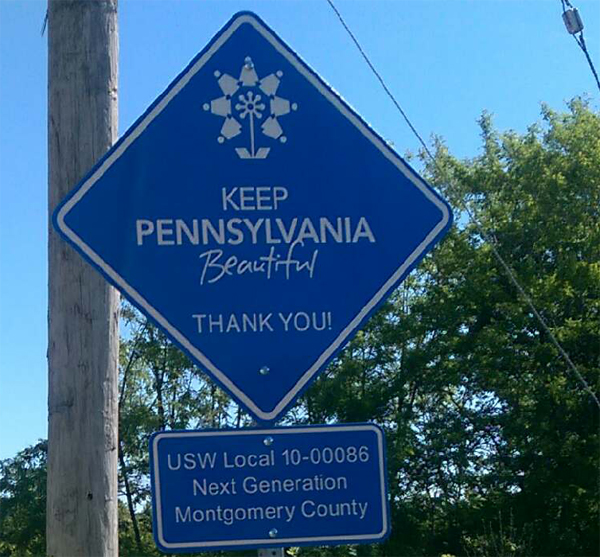 KEEP
PENNSYLVANIA
Beautiful
THANK YOU!
USW Local 10-00086
Next Generation
Montgomery County